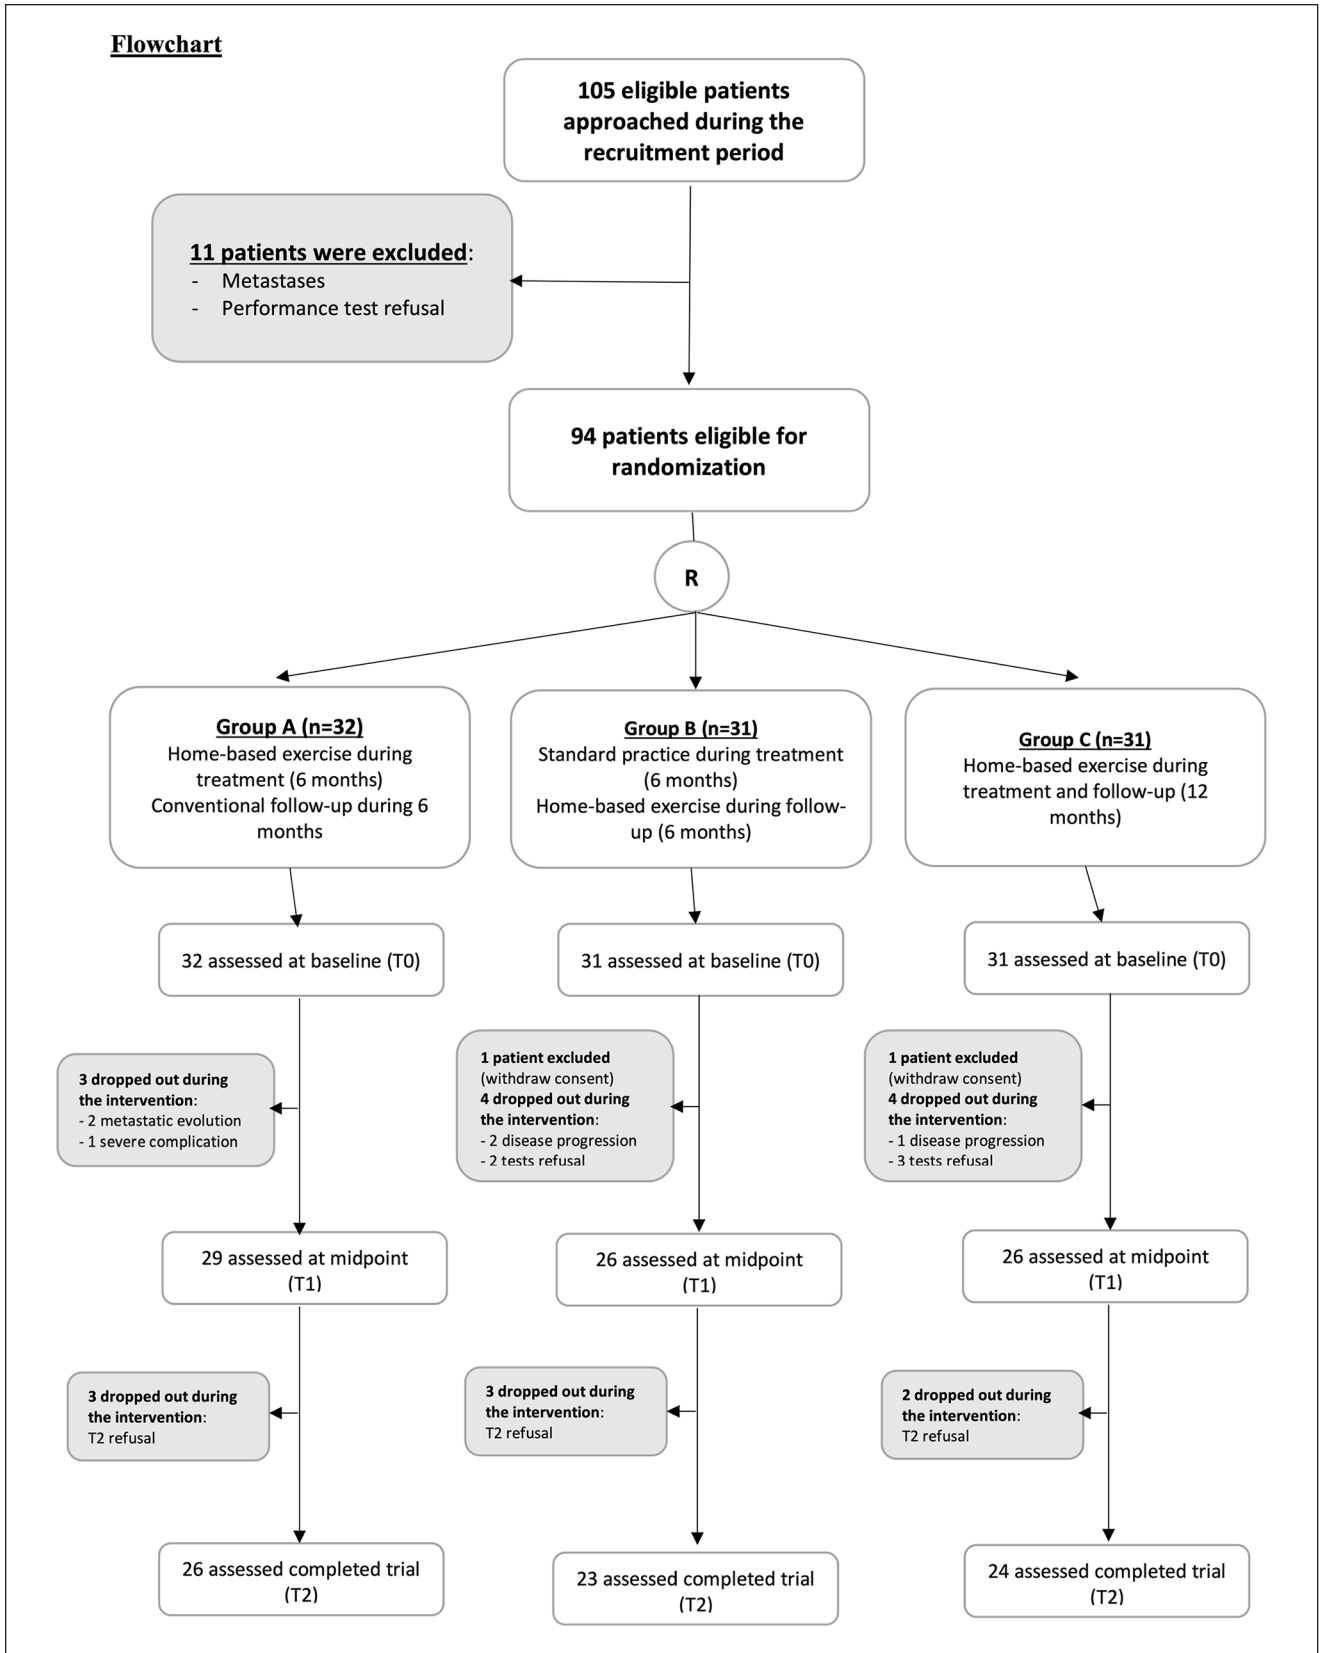 Flowchart
105 eligible patients
approached during the
recruitment period
11 patients were excluded:
- Metastases
- Performance test refusal
94 patients eligible for
randomization
R
Group A (n=32)
Home-based exercise during
treatment (6 months)
Conventional follow-up during 6
months
Group B (n=31)
Standard practice during treatment
(6 months)
Home-based exercise during follow-
up (6 months)
Group C (n=31)
Home-based exercise during
treatment and follow-up (12
months)
32 assessed at baseline (T0)
31 assessed at baseline (T0)
31 assessed at baseline (T0)
3 dropped out during
the intervention:
- 2 metastatic evolution
- 1 severe complication
1 patient excluded
(withdraw consent)
4 dropped out during
the intervention:
- 2 disease progression
- 2 tests refusal
1 patient excluded
(withdraw consent)
4 dropped out during
the intervention:
- 1 disease progression
- 3 tests refusal
29 assessed at midpoint
(T1)
26 assessed at midpoint
(T1)
26 assessed at midpoint
(T1)
3 dropped out during
the intervention:
T2 refusal
3 dropped out during
the intervention:
T2 refusal
2 dropped out during
the intervention:
T2 refusal
26 assessed completed trial
(T2)
23 assessed completed trial
(T2)
24 assessed completed trial
(T2)